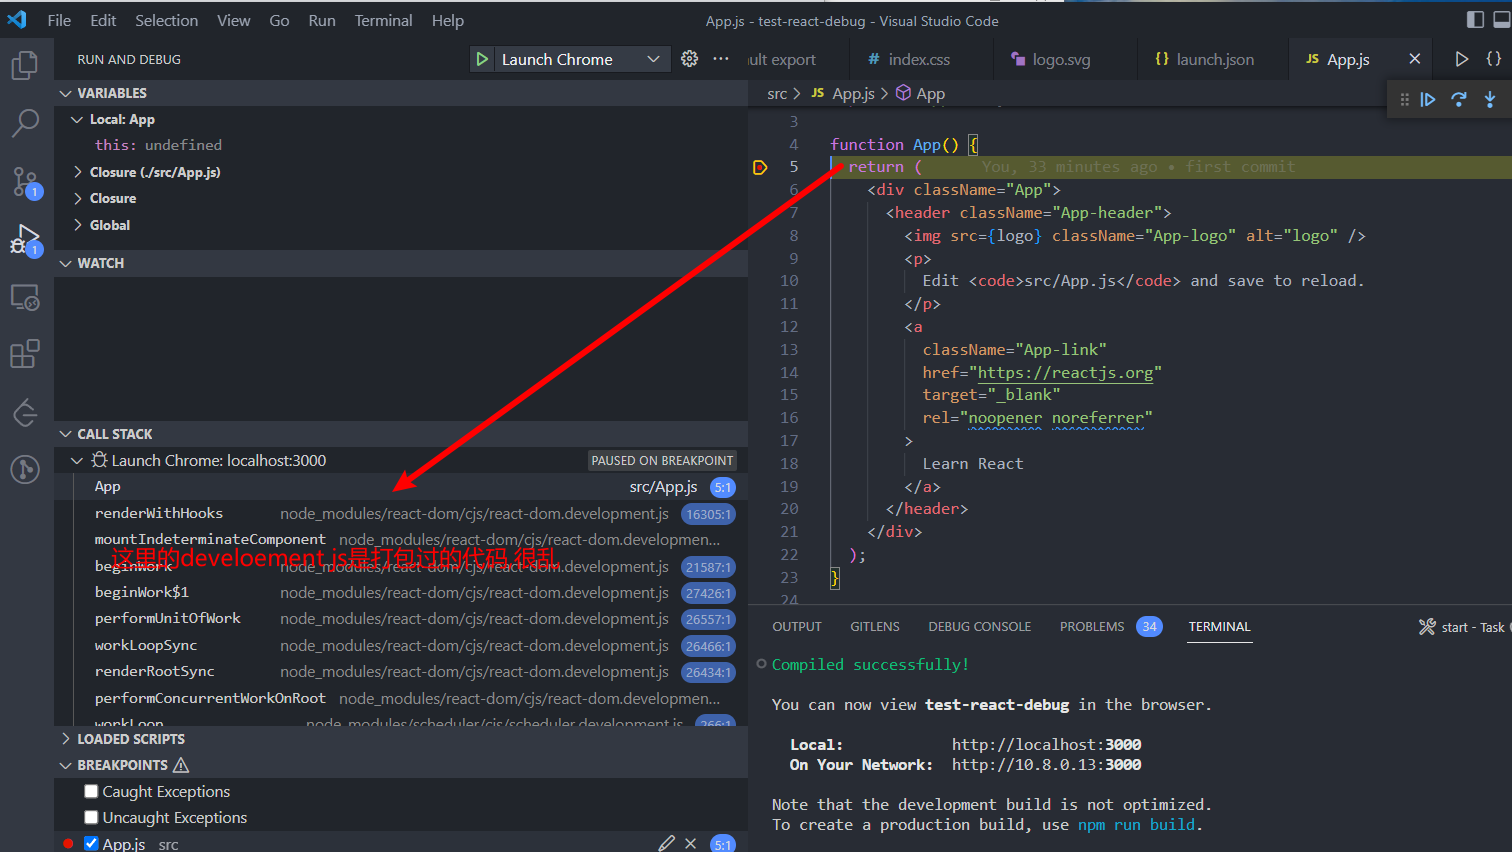 File Edit Selection View Go Run Terminal Help
App.js - test-react-debug - Visual Studio Code
RUN AND DEBUG
Launch Chrome
ult export
# index.css
logo.svg
{} launch.json
JS App.js
VARIABLES
Local: App
this: undefined
Closure (./src/App.js)
Closure
Global
WATCH
CALL STACK
Launch Chrome: localhost:3000 PAUSED ON BREAKPOINT
App src/App.js 5:1
renderWithHooks node_modules/react-dom/cjs/react-dom.development.js 16305:1
mountIndeterminateComponent node_modules/react-dom/cjs/react-dom.developmen...
这里的develoement.js是打包过的代码 很乱
beginWork node_modules/react-dom/cjs/react-dom.development.js 21587:1
beginWork$1 node_modules/react-dom/cjs/react-dom.development.js 27426:1
performUnitOfWork node_modules/react-dom/cjs/react-dom.development.js 26557:1
workLoopSync node_modules/react-dom/cjs/react-dom.development.js 26466:1
renderRootSync node_modules/react-dom/cjs/react-dom.development.js 26434:1
performConcurrentWorkOnRoot node_modules/react-dom/cjs/react-dom.developmen...
workLoop node_modules/scheduler/cjs/scheduler.development.js 266:1
LOADED SCRIPTS
BREAKPOINTS
Caught Exceptions
Uncaught Exceptions
App.js src 5:1
1
1
src > JS App.js > App
3
4 function App() {
5 return ( You, 33 minutes ago • first commit
6 <div className="App">
7 <header className="App-header">
8 <img src={logo} className="App-logo" alt="logo" />
9 <p>
10 Edit <code>src/App.js</code> and save to reload.
11 </p>
12 <a
13 className="App-link"
14 href="https://reactjs.org"
15 target="_blank"
16 rel="noopener noreferrer"
17 >
18 Learn React
19 </a>
20 </header>
21 </div>
22 );
23 }
24
OUTPUT GITLENS DEBUG CONSOLE PROBLEMS 34 TERMINAL
start - Task
Compiled successfully!
You can now view test-react-debug in the browser.
Local: http://localhost:3000
On Your Network: http://10.8.0.13:3000
Note that the development build is not optimized.
To create a production build, use npm run build.